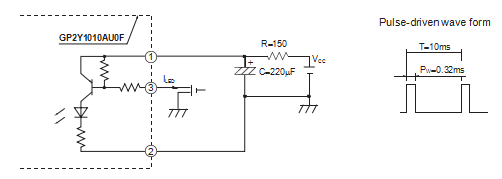 Pulse-driven wave form
GP2Y1010AU0F
R=150
T=10ms
1
Vcc
+
C=220μF
Pw=0.32ms
3
ILED
2